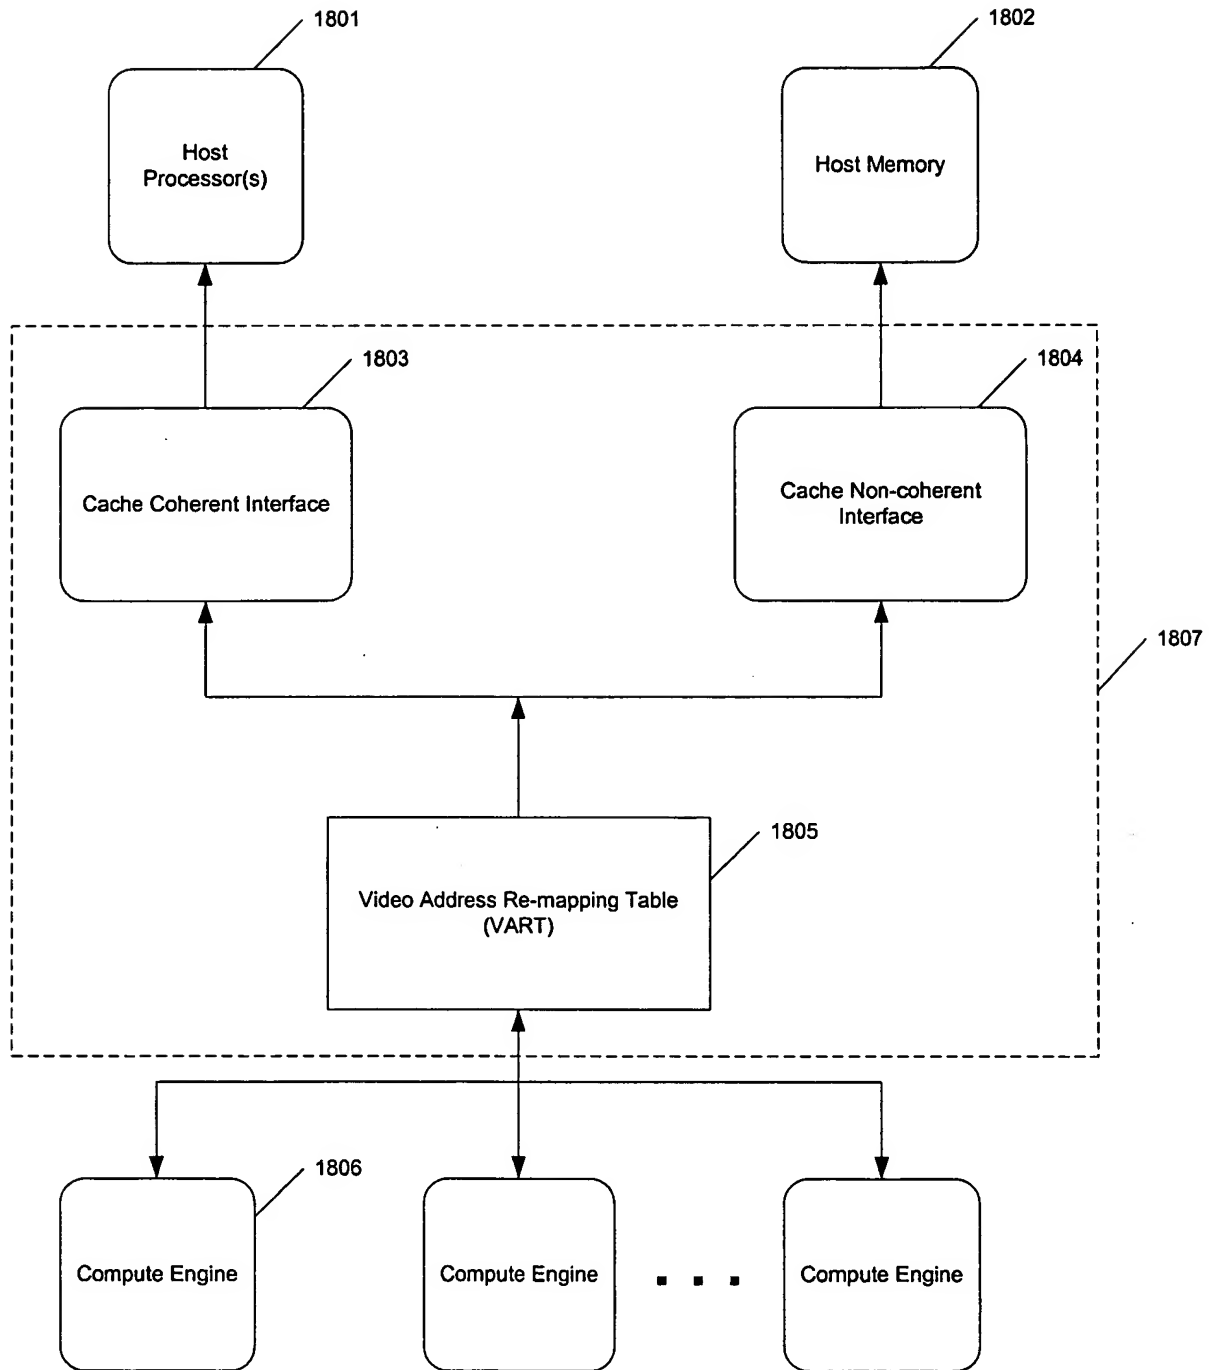 1801
1802
Host
Processor(s)
Host Memory
1803
1804
Cache Coherent Interface
Cache Non-coherent
Interface
1807
1805
Video Address Re-mapping Table
(VART)
1806
Compute Engine
Compute Engine
Compute Engine